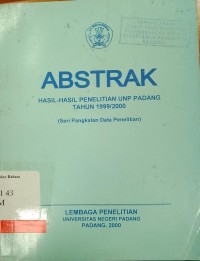 ABSTRAK
HASIL-HASIL PENELITIAN UNP PADANG
TAHUN 1999/2000
(Seri Pangkalan Data Penelitian)
43
LEMBAGA PENELITIAN
UNIVERSITAS NEGERI PADANG
PADANG, 2000